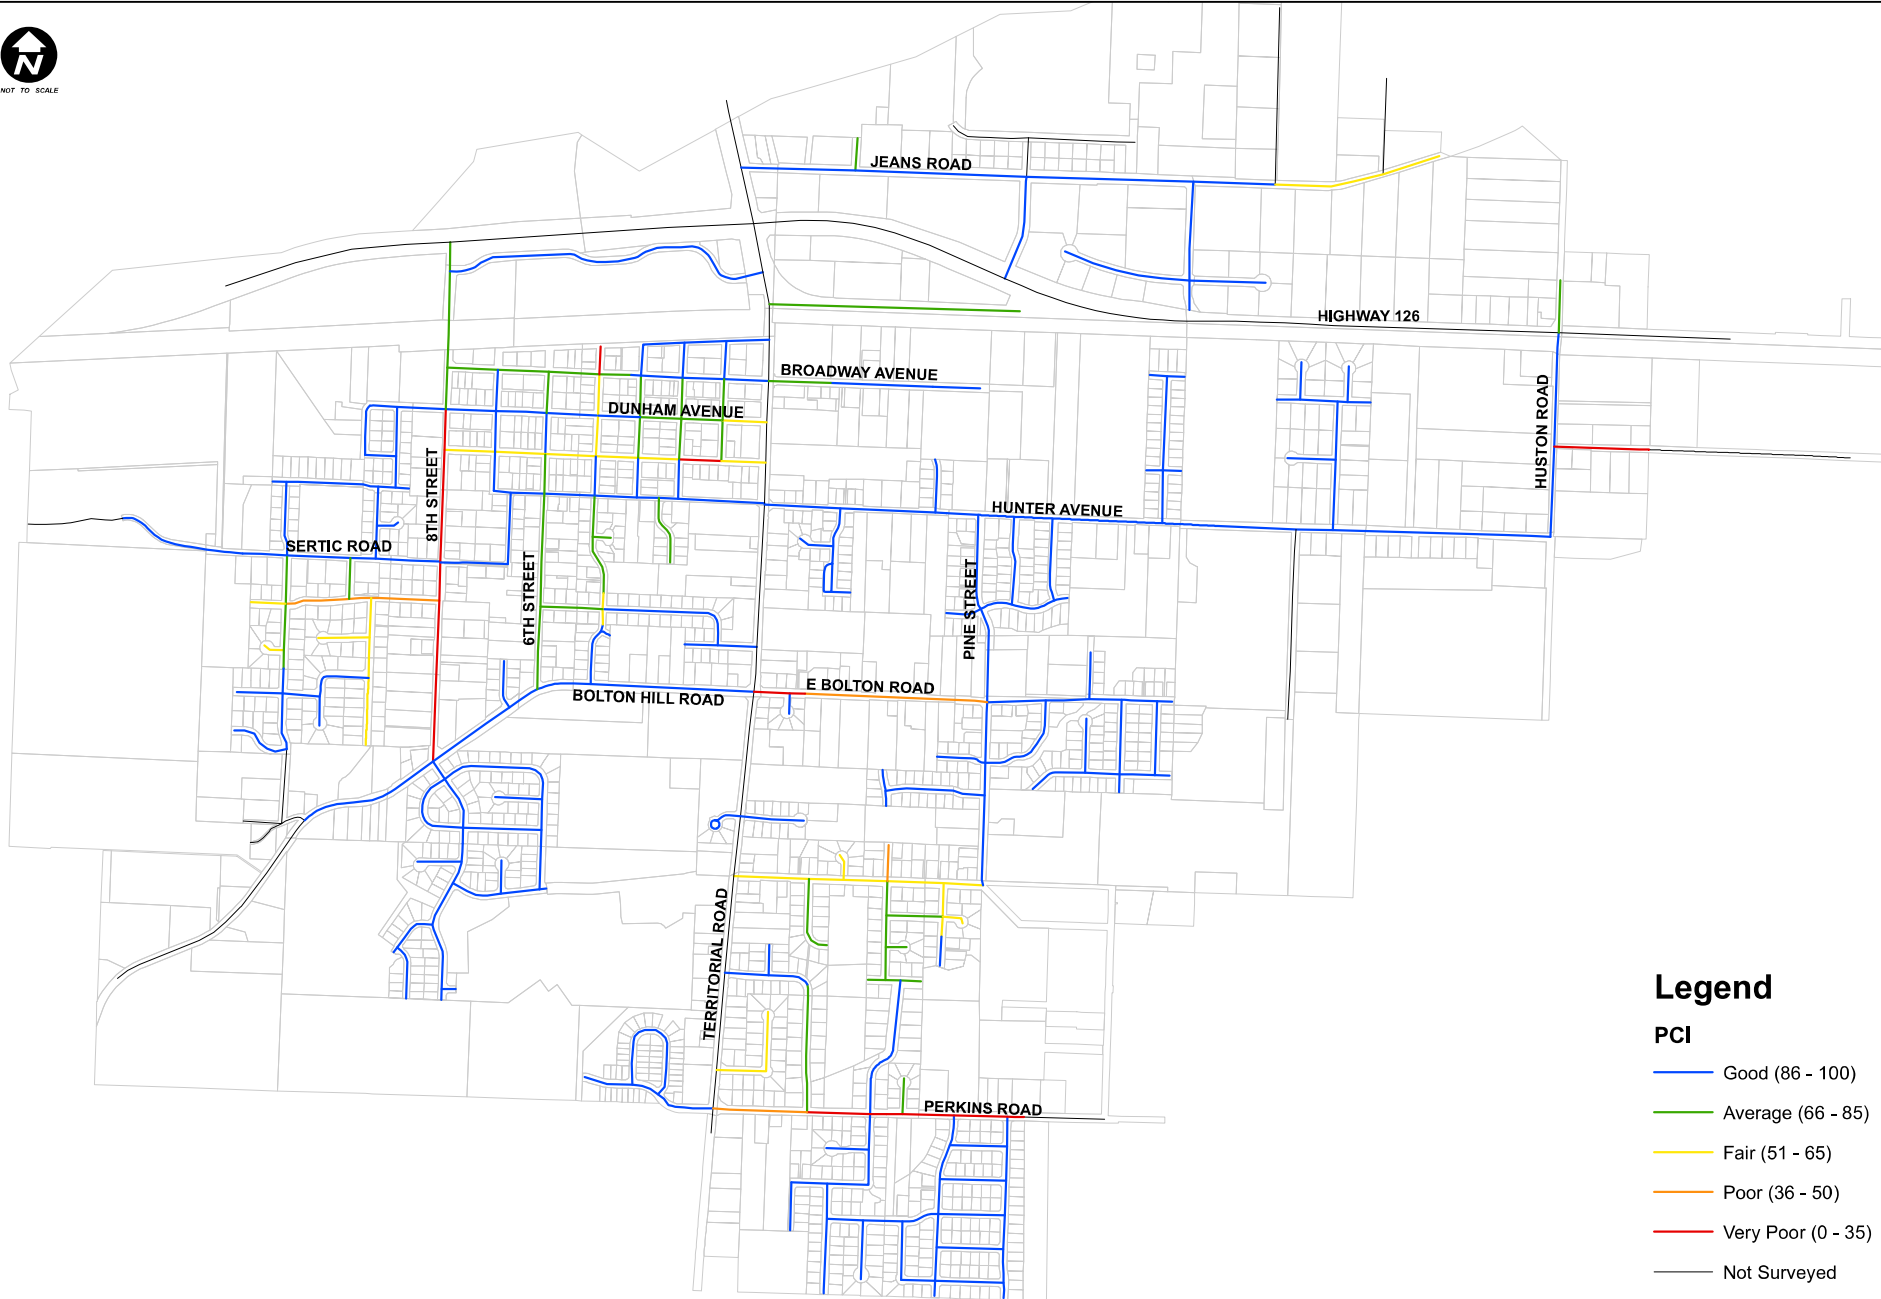 N
NOT TO SCALE
JEANS ROAD
HIGHWAY 126
BROADWAY AVENUE
DUNHAM AVENUE
HUSTON ROAD
8TH STREET
HUNTER AVENUE
SERTIC ROAD
6TH STREET
PINE STREET
E BOLTON ROAD
BOLTON HILL ROAD
TERRITORIAL ROAD
PERKINS ROAD
Legend
PCI
Good (86 - 100)
Average (66 - 85)
Fair (51 - 65)
Poor (36 - 50)
Very Poor (0 - 35)
Not Surveyed